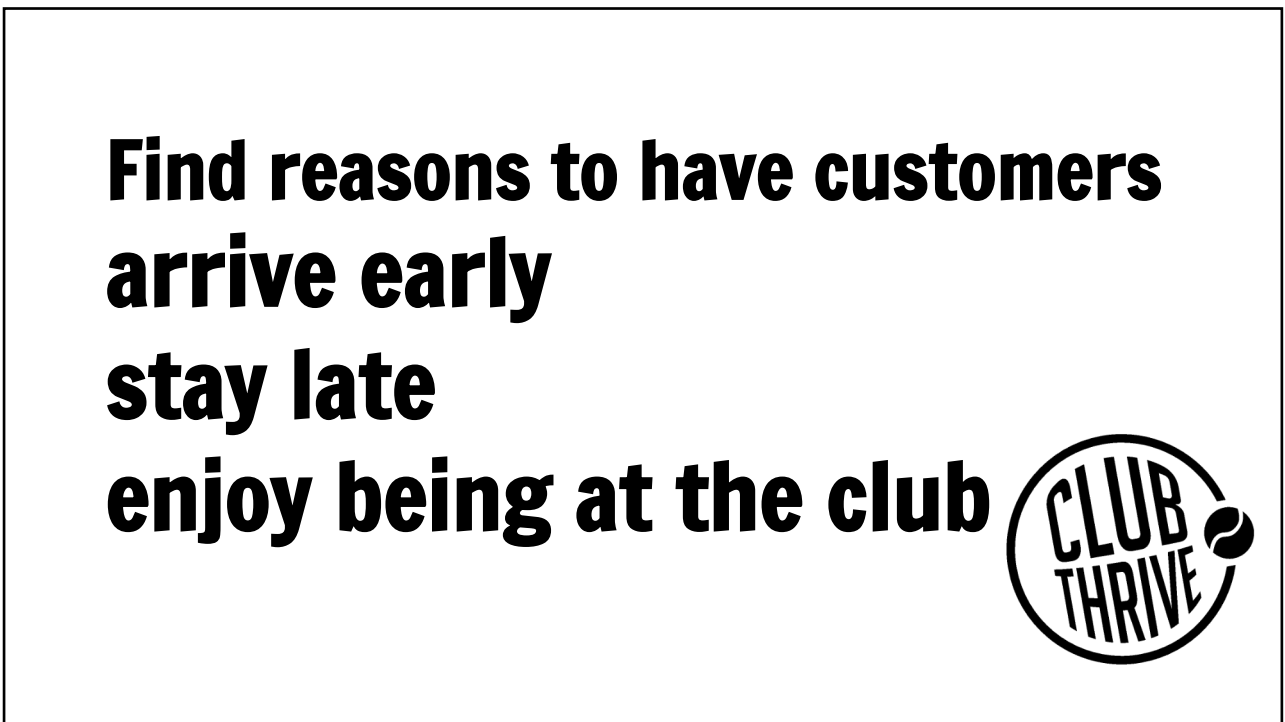 Find reasons to have customers
arrive early
stay late
enjoy being at the club
CLUB
THRIVE